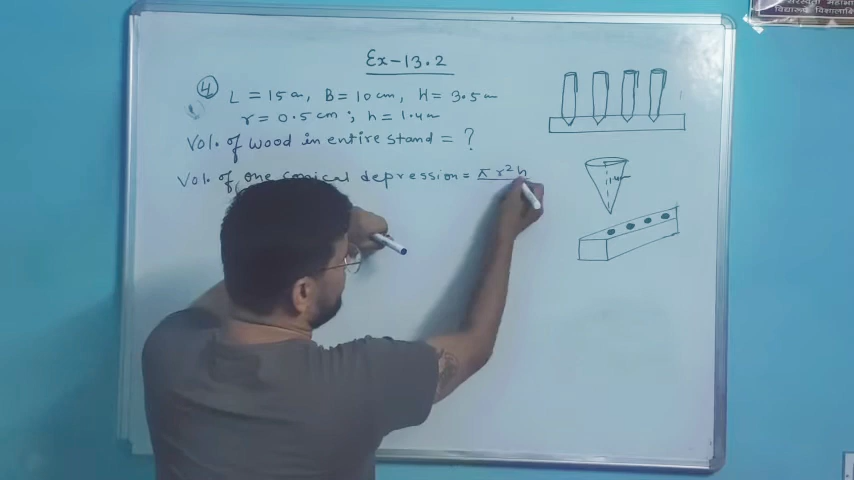 Ex-13.2
④ L = 15 cm, B = 10 cm, H = 3.5 cm
r = 0.5 cm ; h = 1.4 cm
Vol. of wood in entire stand = ?
Vol. of one conical depression = π r² h